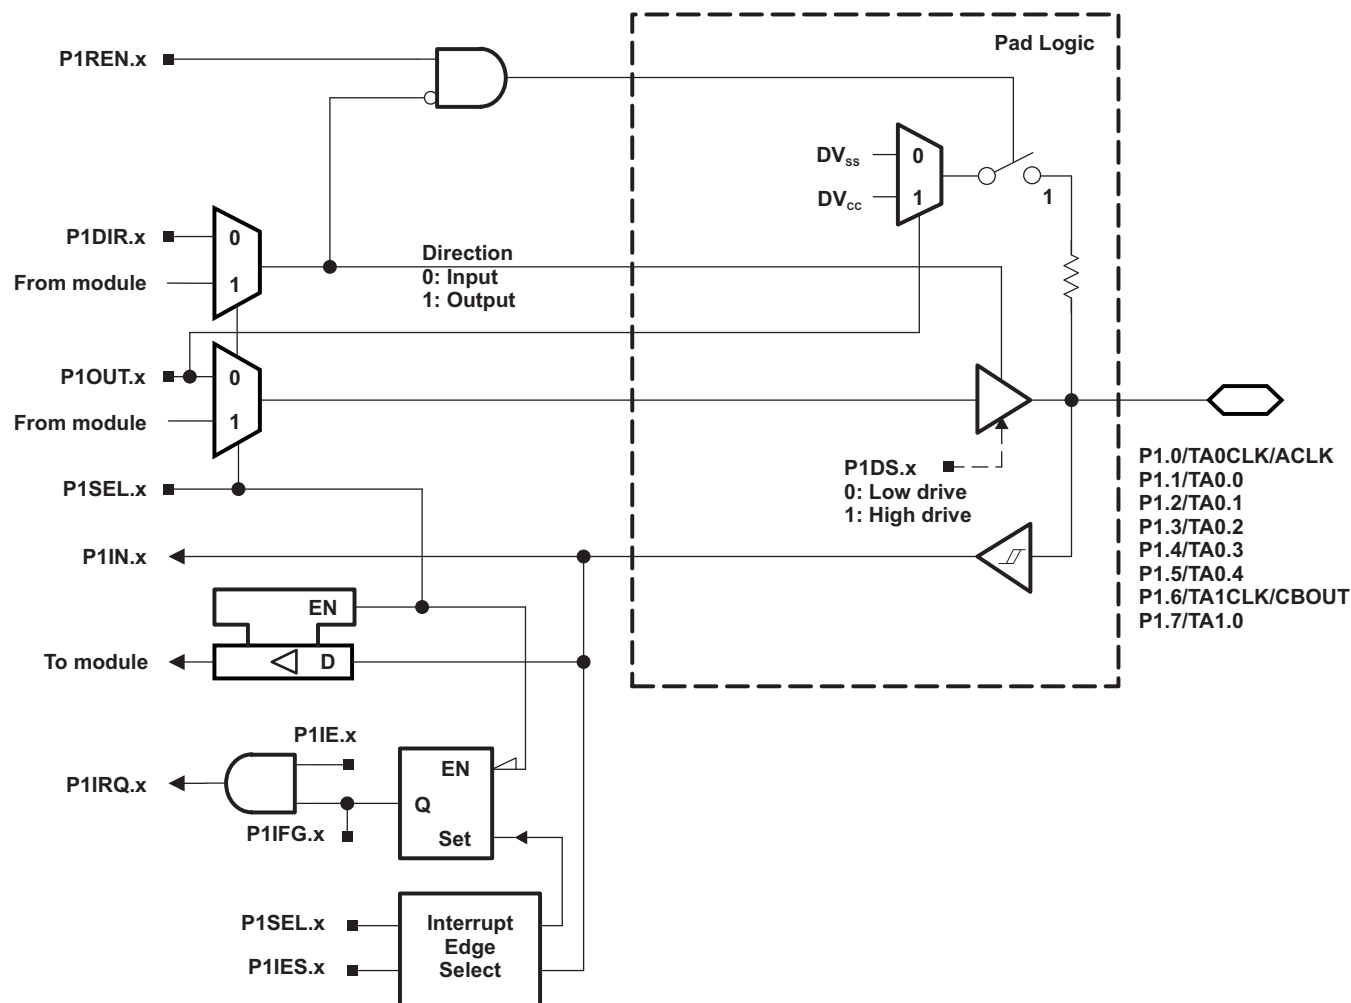 Pad Logic
P1REN.x
DVss
0
DVcc
1
1
P1DIR.x
0
From module
1
Direction
0: Input
1: Output
P1OUT.x
0
From module
1
P1SEL.x
P1DS.x
0: Low drive
1: High drive
P1.0/TA0CLK/ACLK
P1.1/TA0.0
P1.2/TA0.1
P1.3/TA0.2
P1.4/TA0.3
P1.5/TA0.4
P1.6/TA1CLK/CBOUT
P1.7/TA1.0
P1IN.x
EN
To module
D
P1IE.x
P1IRQ.x
EN
Q
P1IFG.x
Set
P1SEL.x
P1IES.x
Interrupt
Edge
Select